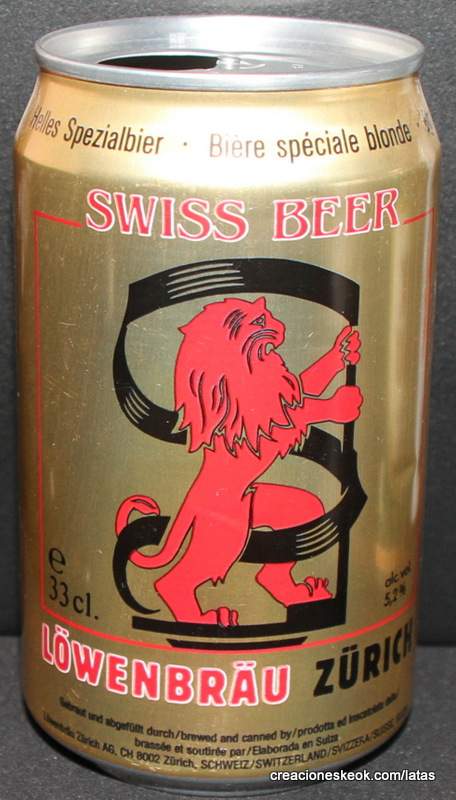 Helles Spezialbier · Bière spéciale blonde ·
SWISS BEER
e
33 cl.
alc. vol.
5,2%
LÖWENBRÄU ZÜRICH
Gebraut und abgefüllt durch/brewed and canned by/prodotta ed inscatolata dalla/
brassée et soutirée par/Elaborada en Suiza
Löwenbräu Zürich AG, CH 8002 Zürich, SCHWEIZ/SWITZERLAND/SVIZZERA/SUISSE
creacioneskeok.com/latas